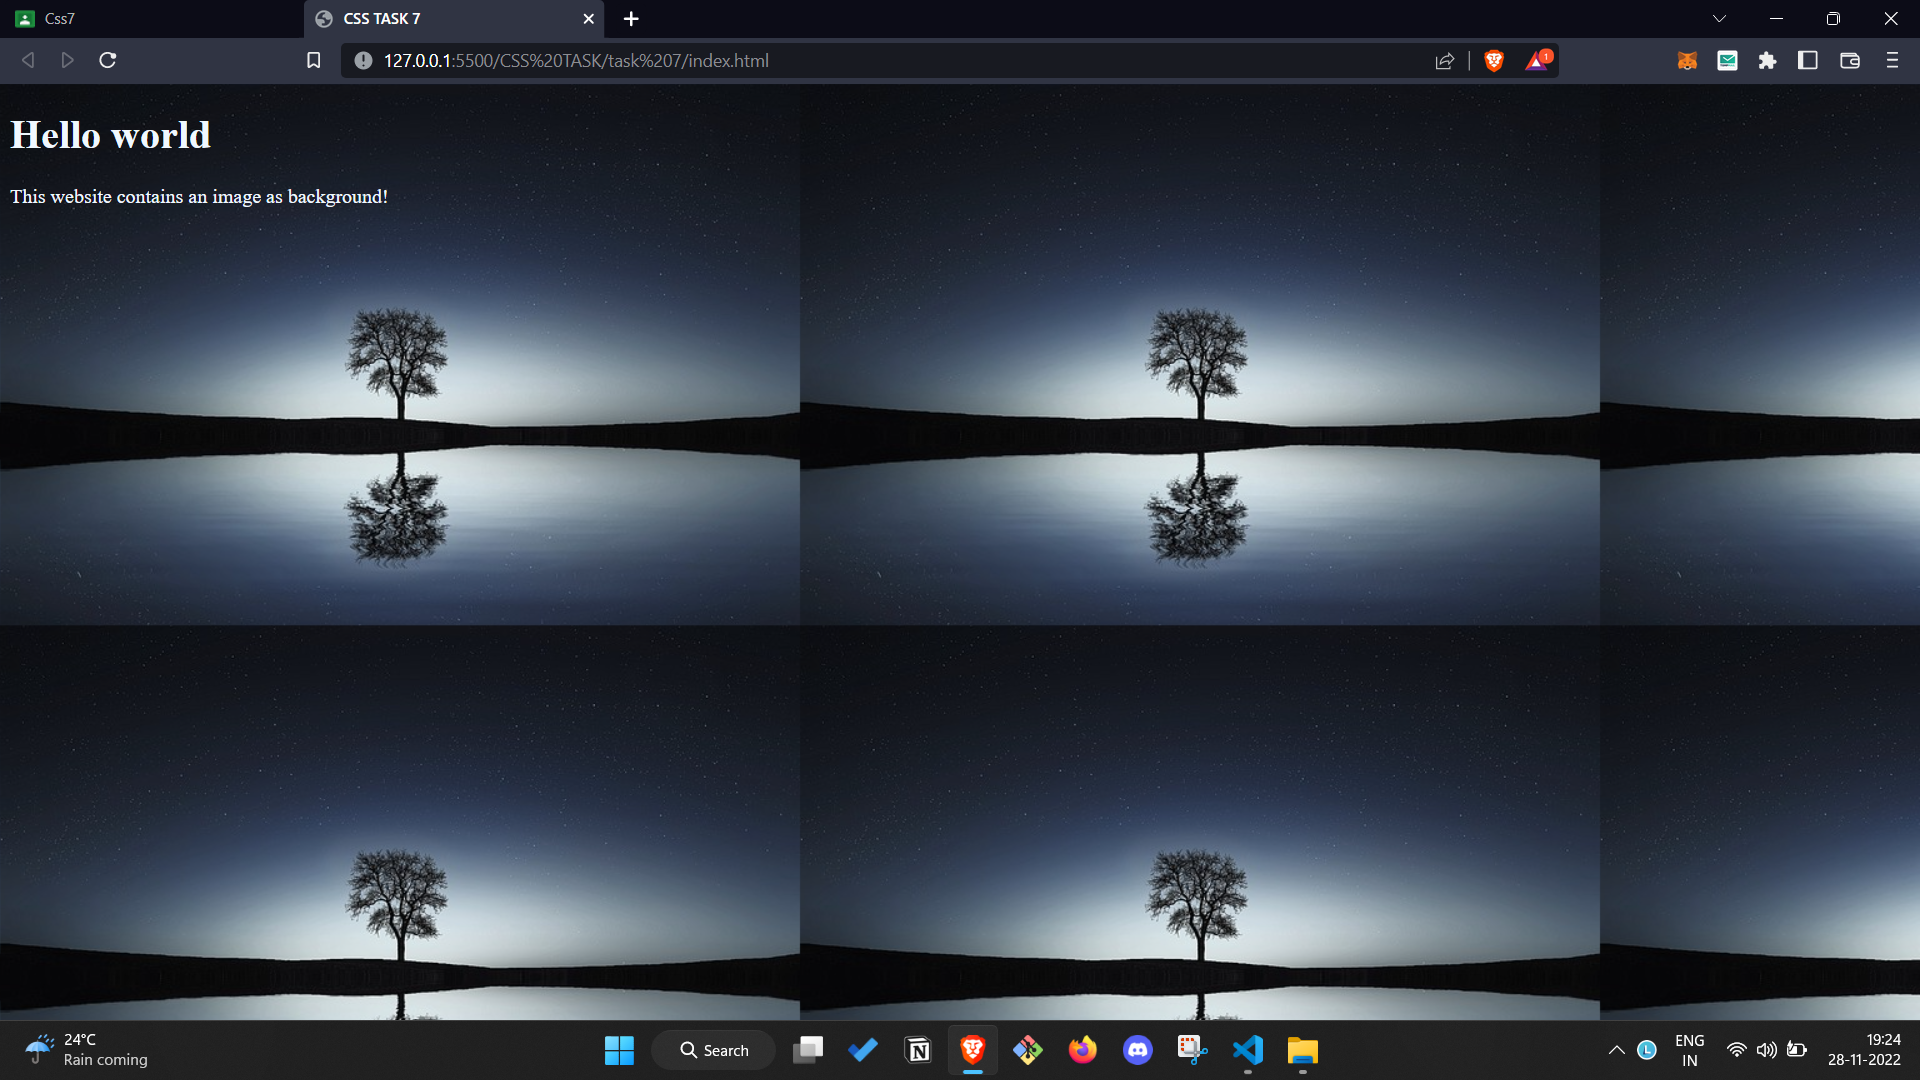 Css7
CSS TASK 7
127.0.0.1:5500/CSS%20TASK/task%207/index.html
1
Hello world
This website contains an image as background!
24°C
Rain coming
Search
L
ENG
IN
19:24
28-11-2022